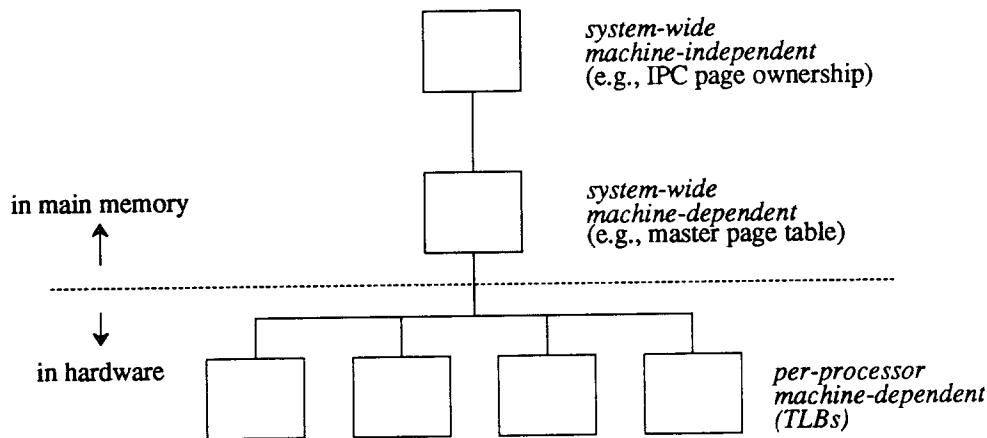 system-wide
machine-independent
(e.g., IPC page ownership)
in main memory
system-wide
machine-dependent
(e.g., master page table)
in hardware
per-processor
machine-dependent
(TLBs)